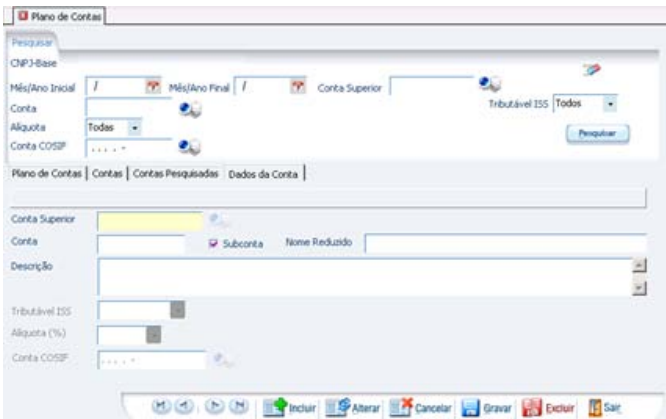 Plano de Contas
Pesquisar
CNPJ-Base
Mês/Ano Inicial / Mês/Ano Final / Conta Superior
Conta Tributável ISS Todos
Alíquota Todas Pesquisar
Conta COSIF . . . . -
Plano de Contas Contas Contas Pesquisadas Dados da Conta
Conta Superior
Conta Subconta Nome Reduzido
Descrição
Tributável ISS
Alíquota (%)
Conta COSIF . . . . -
Incluir Alterar Cancelar Gravar Excluir Sair